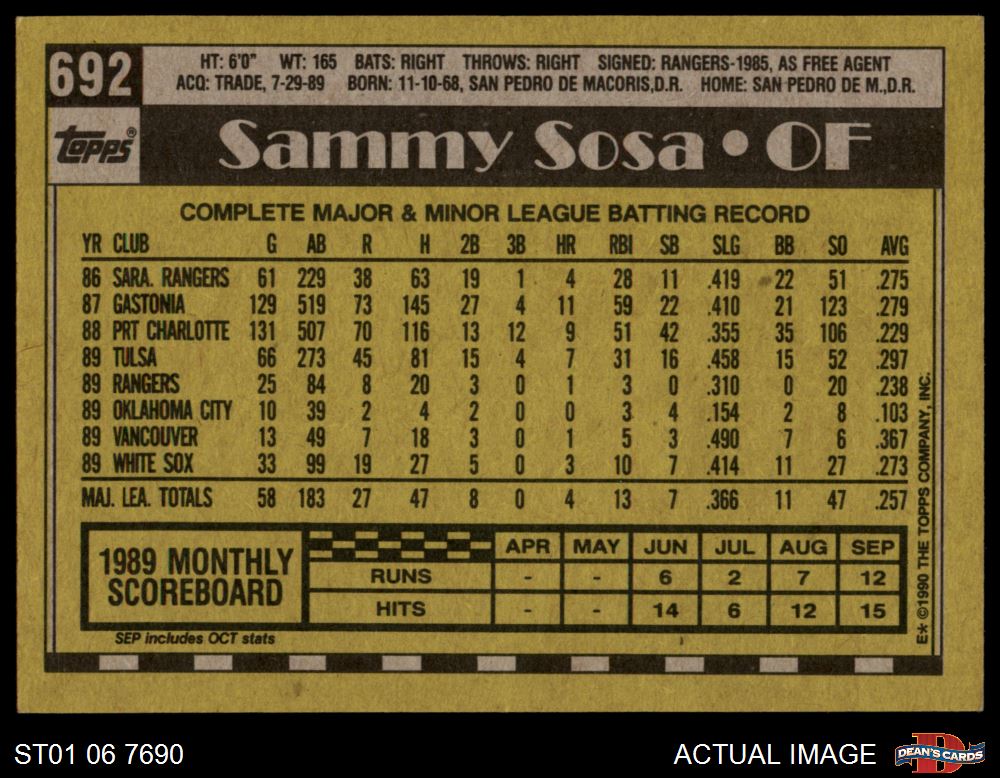 692
HT: 6'0" WT: 165 BATS: RIGHT THROWS: RIGHT SIGNED: RANGERS-1985, AS FREE AGENT
ACQ: TRADE, 7-29-89 BORN: 11-10-68, SAN PEDRO DE MACORIS,D.R. HOME: SAN PEDRO DE M.,D.R.
Topps®
Sammy Sosa • OF
COMPLETE MAJOR & MINOR LEAGUE BATTING RECORD
YR CLUB G AB R H 2B 3B HR RBI SB SLG BB SO AVG
86 SARA. RANGERS 61 229 38 63 19 1 4 28 11 .419 22 51 .275
87 GASTONIA 129 519 73 145 27 4 11 59 22 .410 21 123 .279
88 PRT CHARLOTTE 131 507 70 116 13 12 9 51 42 .355 35 106 .229
89 TULSA 66 273 45 81 15 4 7 31 16 .458 15 52 .297
89 RANGERS 25 84 8 20 3 0 1 3 0 .310 0 20 .238
89 OKLAHOMA CITY 10 39 2 4 2 0 0 3 4 .154 2 8 .103
89 VANCOUVER 13 49 7 18 3 0 1 5 3 .490 7 6 .367
89 WHITE SOX 33 99 19 27 5 0 3 10 7 .414 11 27 .273
MAJ. LEA. TOTALS 58 183 27 47 8 0 4 13 7 .366 11 47 .257
1989 MONTHLY
SCOREBOARD
APR MAY JUN JUL AUG SEP
RUNS - - 6 2 7 12
HITS - - 14 6 12 15
SEP includes OCT stats
E* ©1990 THE TOPPS COMPANY, INC.
ST01 06 7690
ACTUAL IMAGE
D
DEAN'S CARDS